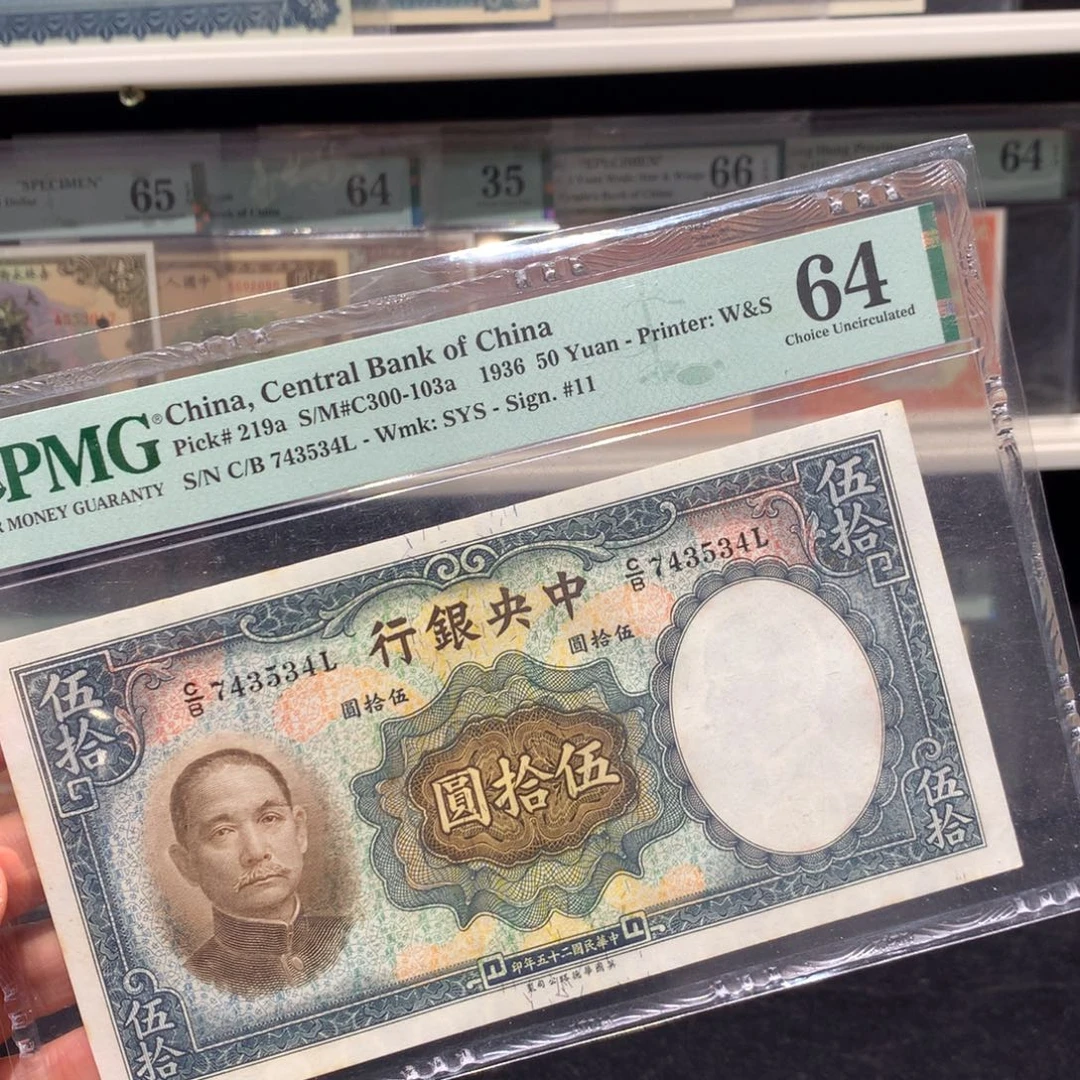 "SPECIMEN"
65
64
35
"SPECIMEN"
66
64
PMG®
MONEY GUARANTY
China, Central Bank of China
Pick# 219a S/M#C300-103a 1936 50 Yuan - Printer: W&S
S/N C/B 743534L - Wmk: SYS - Sign. #11
64
Choice Uncirculated
行銀央中
C/B 743534L
C/B 743534L
圓拾伍
圓拾伍
伍拾
伍拾
圓拾伍
伍拾
伍拾
印年五十二國民華中